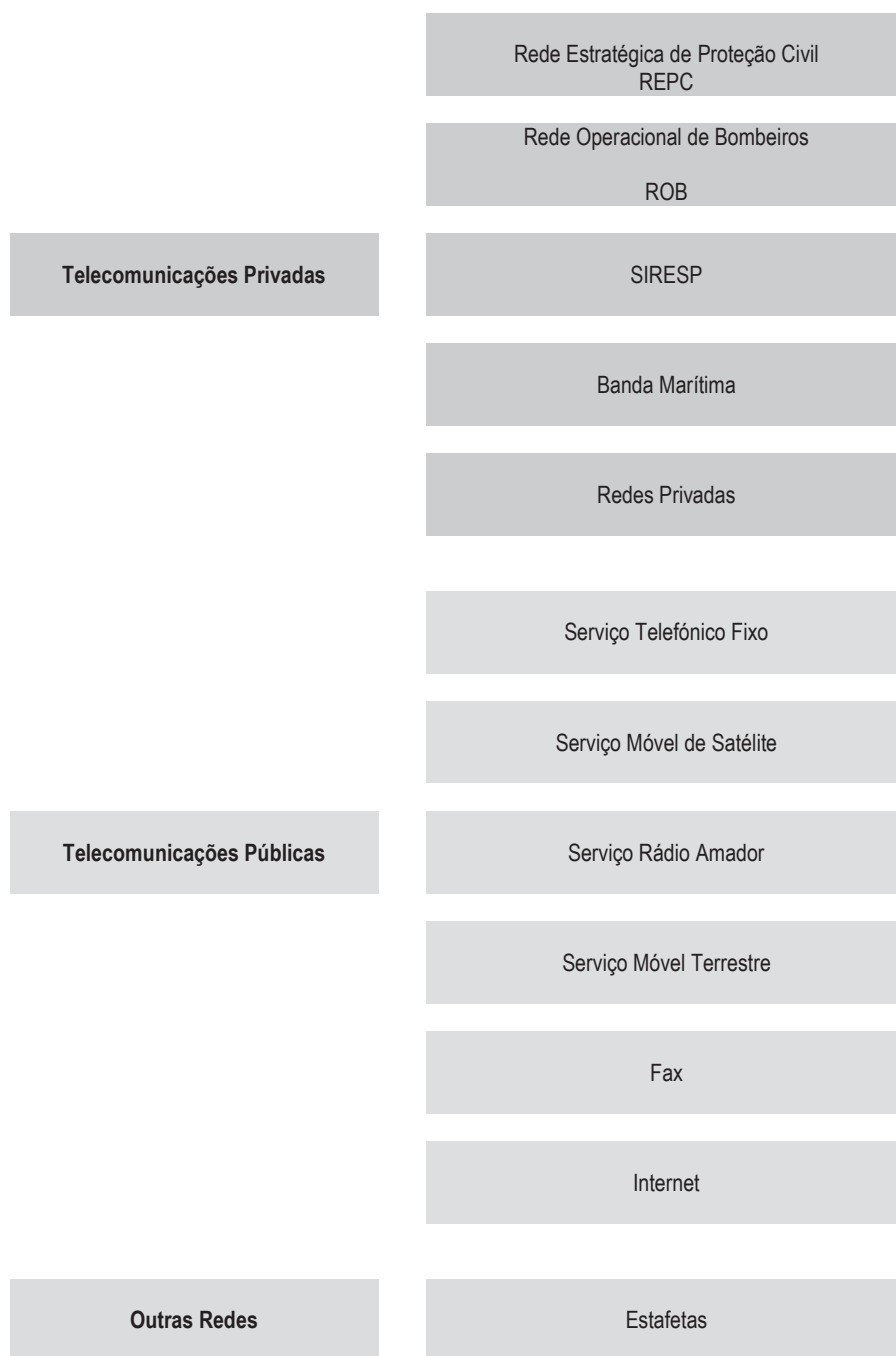 Rede Estratégica de Proteção Civil
REPC
Rede Operacional de Bombeiros
ROB
Telecomunicações Privadas
SIRESP
Banda Marítima
Redes Privadas
Serviço Telefónico Fixo
Serviço Móvel de Satélite
Telecomunicações Públicas
Serviço Rádio Amador
Serviço Móvel Terrestre
Fax
Internet
Outras Redes
Estafetas